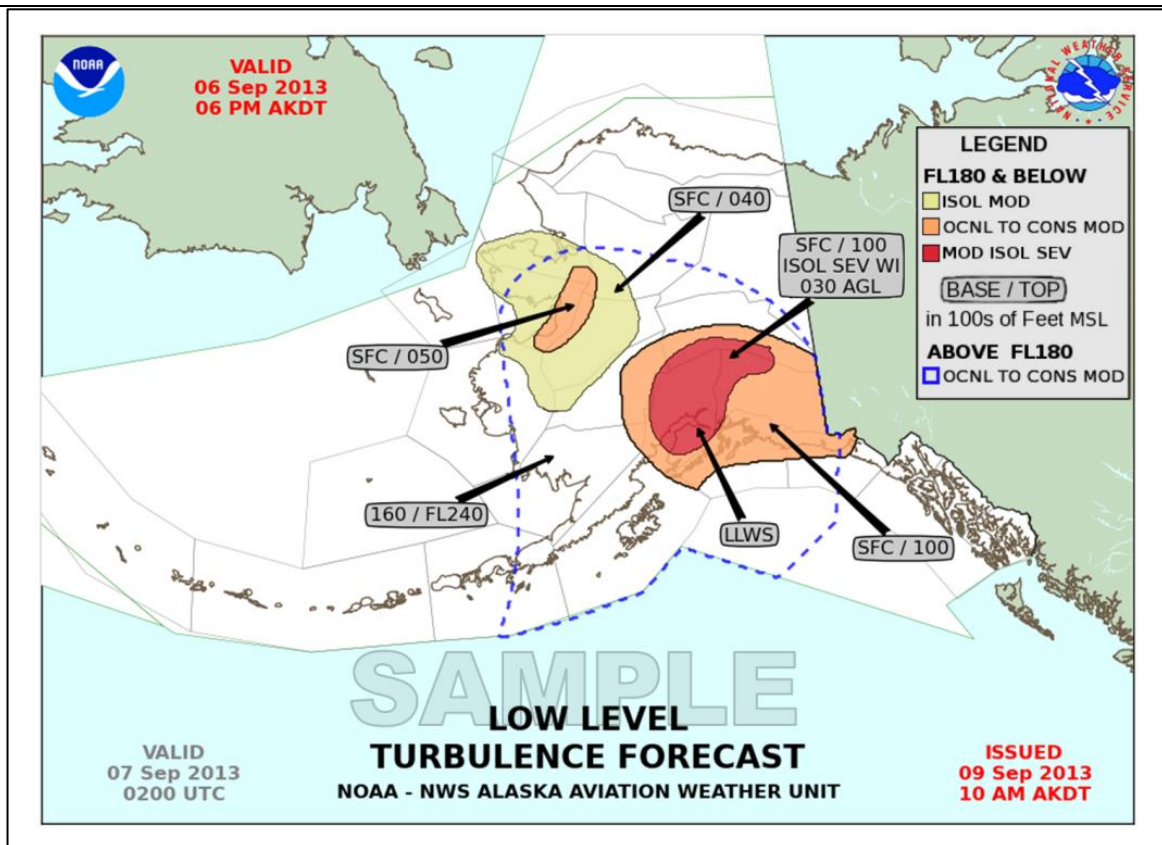 NOAA
NATIONAL WEATHER SERVICE
VALID
06 Sep 2013
06 PM AKDT
LEGEND
FL180 & BELOW
ISOL MOD
OCNL TO CONS MOD
MOD ISOL SEV
BASE / TOP
in 100s of Feet MSL
ABOVE FL180
OCNL TO CONS MOD
SFC / 040
SFC / 100
ISOL SEV WI
030 AGL
SFC / 050
160 / FL240
LLWS
SFC / 100
SAMPLE
LOW LEVEL
TURBULENCE FORECAST
NOAA - NWS ALASKA AVIATION WEATHER UNIT
VALID
07 Sep 2013
0200 UTC
ISSUED
09 Sep 2013
10 AM AKDT